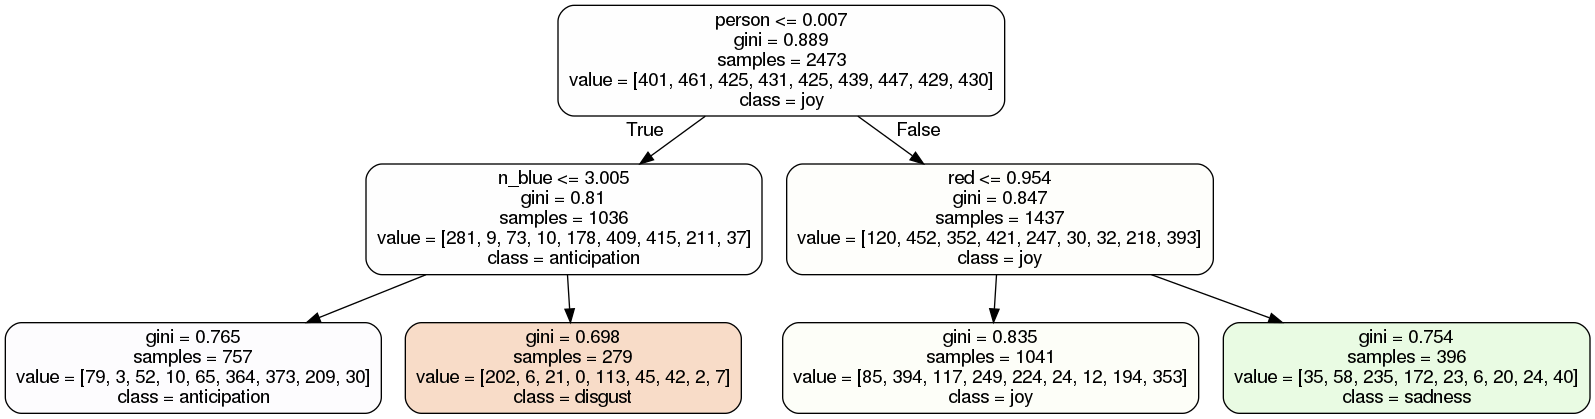 person <= 0.007
gini = 0.889
samples = 2473
value = [401, 461, 425, 431, 425, 439, 447, 429, 430]
class = joy
True
False
n_blue <= 3.005
gini = 0.81
samples = 1036
value = [281, 9, 73, 10, 178, 409, 415, 211, 37]
class = anticipation
red <= 0.954
gini = 0.847
samples = 1437
value = [120, 452, 352, 421, 247, 30, 32, 218, 393]
class = joy
gini = 0.765
samples = 757
value = [79, 3, 52, 10, 65, 364, 373, 209, 30]
class = anticipation
gini = 0.698
samples = 279
value = [202, 6, 21, 0, 113, 45, 42, 2, 7]
class = disgust
gini = 0.835
samples = 1041
value = [85, 394, 117, 249, 224, 24, 12, 194, 353]
class = joy
gini = 0.754
samples = 396
value = [35, 58, 235, 172, 23, 6, 20, 24, 40]
class = sadness